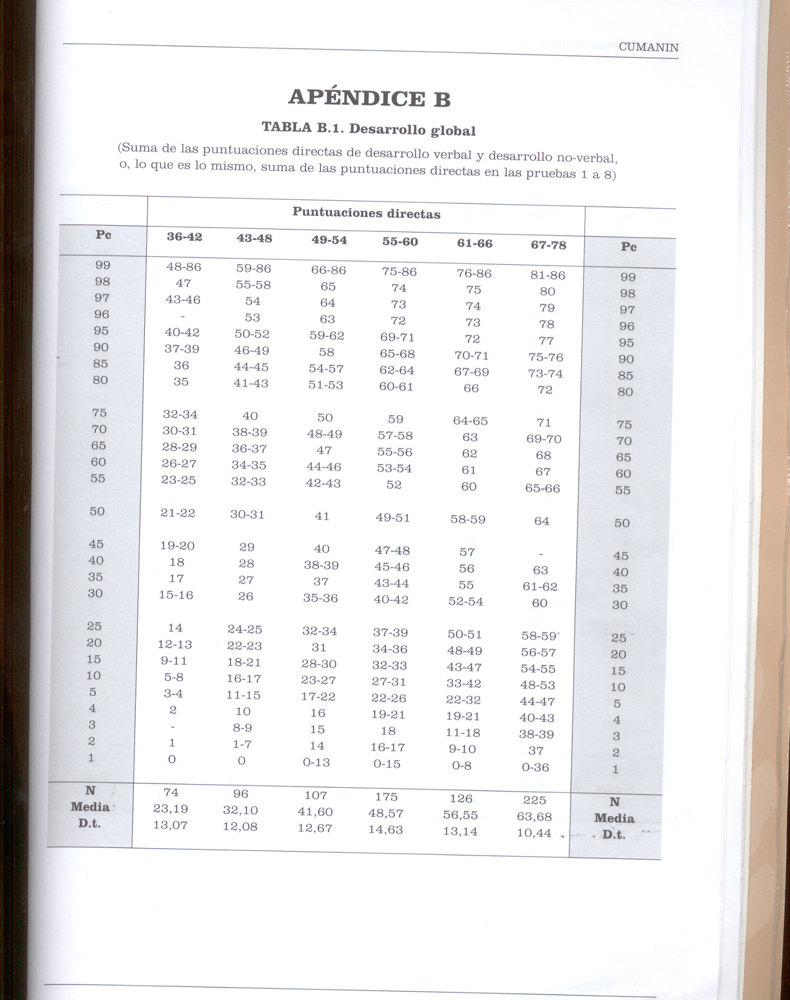 CUMANIN
APÉNDICE B
TABLA B.1. Desarrollo global
(Suma de las puntuaciones directas de desarrollo verbal y desarrollo no-verbal,
o, lo que es lo mismo, suma de las puntuaciones directas en las pruebas 1 a 8)
Puntuaciones directas
Pc 36-42 43-48 49-54 55-60 61-66 67-78 Pc
99 48-86 59-86 66-86 75-86 76-86 81-86 99
98 47 55-58 65 74 75 80 98
97 43-46 54 64 73 74 79 97
96 - 53 63 72 73 78 96
95 40-42 50-52 59-62 69-71 72 77 95
90 37-39 46-49 58 65-68 70-71 75-76 90
85 36 44-45 54-57 62-64 67-69 73-74 85
80 35 41-43 51-53 60-61 66 72 80
75 32-34 40 50 59 64-65 71 75
70 30-31 38-39 48-49 57-58 63 69-70 70
65 28-29 36-37 47 55-56 62 68 65
60 26-27 34-35 44-46 53-54 61 67 60
55 23-25 32-33 42-43 52 60 65-66 55
50 21-22 30-31 41 49-51 58-59 64 50
45 19-20 29 40 47-48 57 - 45
40 18 28 38-39 45-46 56 63 40
35 17 27 37 43-44 55 61-62 35
30 15-16 26 35-36 40-42 52-54 60 30
25 14 24-25 32-34 37-39 50-51 58-59 25
20 12-13 22-23 31 34-36 48-49 56-57 20
15 9-11 18-21 28-30 32-33 43-47 54-55 15
10 5-8 16-17 23-27 27-31 33-42 48-53 10
5 3-4 11-15 17-22 22-26 22-32 44-47 5
4 2 10 16 19-21 19-21 40-43 4
3 - 8-9 15 18 11-18 38-39 3
2 1 1-7 14 16-17 9-10 37 2
1 0 0 0-13 0-15 0-8 0-36 1
N 74 96 107 175 126 225 N
Media 23,19 32,10 41,60 48,57 56,55 63,68 Media
D.t. 13,07 12,08 12,67 14,63 13,14 10,44 D.t.